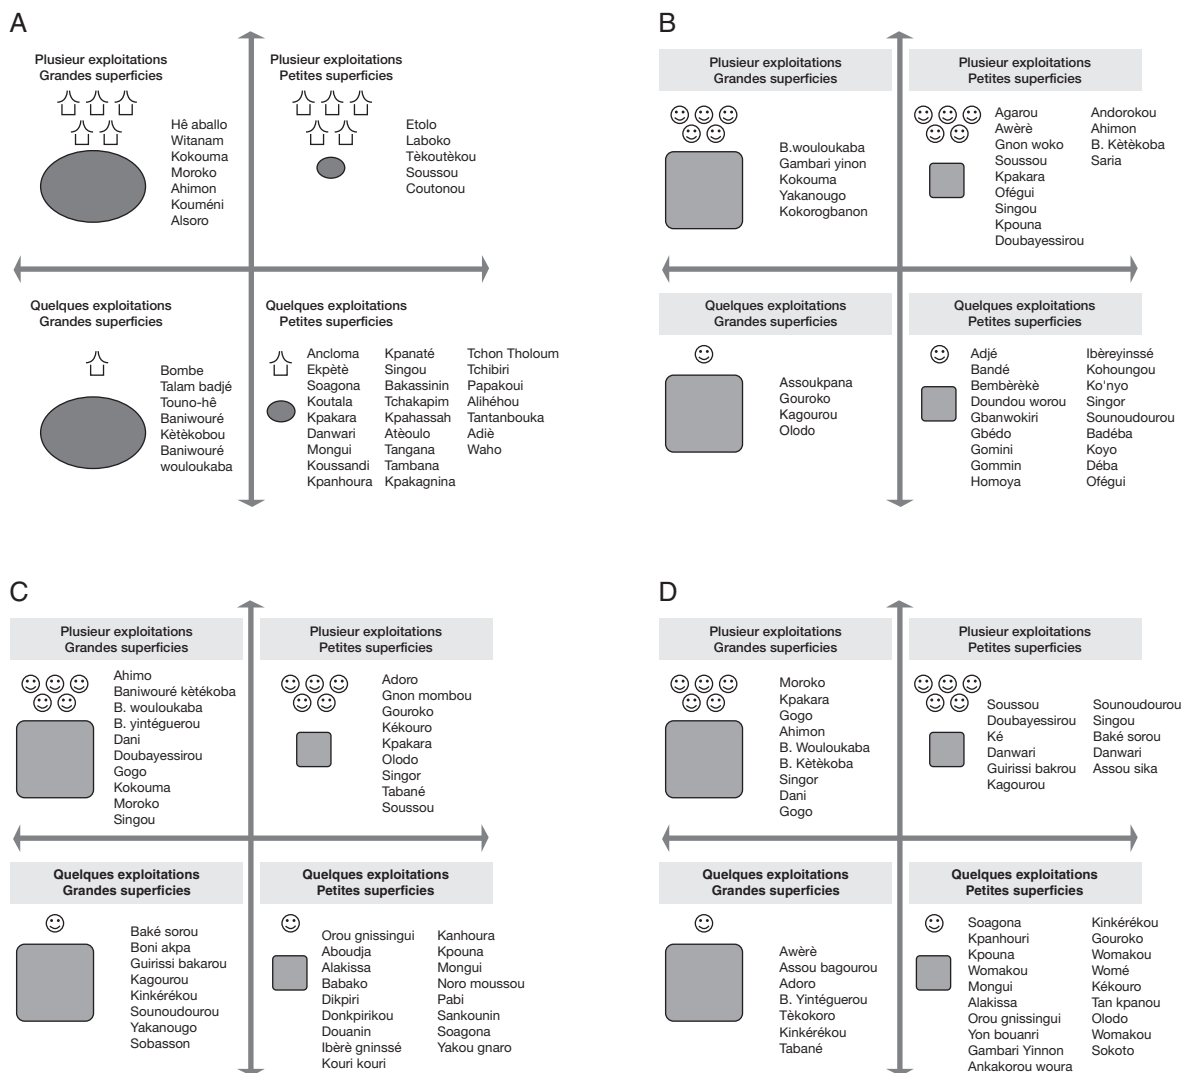 A
Plusieur exploitations
Grandes superficies
Hê aballo
Witanam
Kokouma
Moroko
Ahimon
Kouméni
Alsoro
Plusieur exploitations
Petites superficies
Etolo
Laboko
Tèkoutèkou
Soussou
Coutonou
Quelques exploitations
Grandes superficies
Bombe
Talam badjé
Touno-hê
Baniwouré
Kètèkobou
Baniwouré
wouloukaba
Quelques exploitations
Petites superficies
Ancloma
Ekpètè
Soagona
Koutala
Kpakara
Danwari
Mongui
Koussandi
Kpanhoura
Kpanaté
Singou
Bakassinin
Tchakapim
Kpahassah
Atèoulo
Tangana
Tambana
Kpakagnina
Tchon Tholoum
Tchibiri
Papakoui
Alihéhou
Tantanbouka
Adiè
Waho
B
Plusieur exploitations
Grandes superficies
B.wouloukaba
Gambari yinon
Kokouma
Yakanougo
Kokorogbanon
Plusieur exploitations
Petites superficies
Agarou
Awèrè
Gnon woko
Soussou
Kpakara
Ofégui
Singou
Kpouna
Doubayessirou
Andorokou
Ahimon
B. Kètèkoba
Saria
Quelques exploitations
Grandes superficies
Assoukpana
Gouroko
Kagourou
Olodo
Quelques exploitations
Petites superficies
Adjé
Bandé
Bembèrèkè
Doundou worou
Gbanwokiri
Gbédo
Gomini
Gommin
Homoya
Ibèreyinssé
Kohoungou
Ko'nyo
Singor
Sounoudourou
Badéba
Koyo
Déba
Ofégui
C
Plusieur exploitations
Grandes superficies
Ahimo
Baniwouré kètékoba
B. wouloukaba
B. yintéguerou
Dani
Doubayessirou
Gogo
Kokouma
Moroko
Singou
Plusieur exploitations
Petites superficies
Adoro
Gnon mombou
Gouroko
Kékouro
Kpakara
Olodo
Singor
Tabané
Soussou
Quelques exploitations
Grandes superficies
Baké sorou
Boni akpa
Guirissi bakarou
Kagourou
Kinkérékou
Sounoudourou
Yakanougo
Sobasson
Quelques exploitations
Petites superficies
Orou gnissingui
Aboudja
Alakissa
Babako
Dikpiri
Donkpirikou
Douanin
Ibèrè gninssé
Kouri kouri
Kanhoura
Kpouna
Mongui
Noro moussou
Pabi
Sankounin
Soagona
Yakou gnaro
D
Plusieur exploitations
Grandes superficies
Moroko
Kpakara
Gogo
Ahimon
B. Wouloukaba
B. Kètèkoba
Singor
Dani
Gogo
Plusieur exploitations
Petites superficies
Soussou
Doubayessirou
Ké
Danwari
Guirissi bakrou
Kagourou
Sounoudourou
Singou
Baké sorou
Danwari
Assou sika
Quelques exploitations
Grandes superficies
Awèrè
Assou bagourou
Adoro
B. Yintéguerou
Tèkokoro
Kinkérékou
Tabané
Quelques exploitations
Petites superficies
Soagona
Kpanhouri
Kpouna
Womakou
Mongui
Alakissa
Orou gnissingui
Yon bouanri
Gambari Yinnon
Ankakorou woura
Kinkérékou
Gouroko
Womakou
Womé
Kékouro
Tan kpanou
Olodo
Womakou
Sokoto